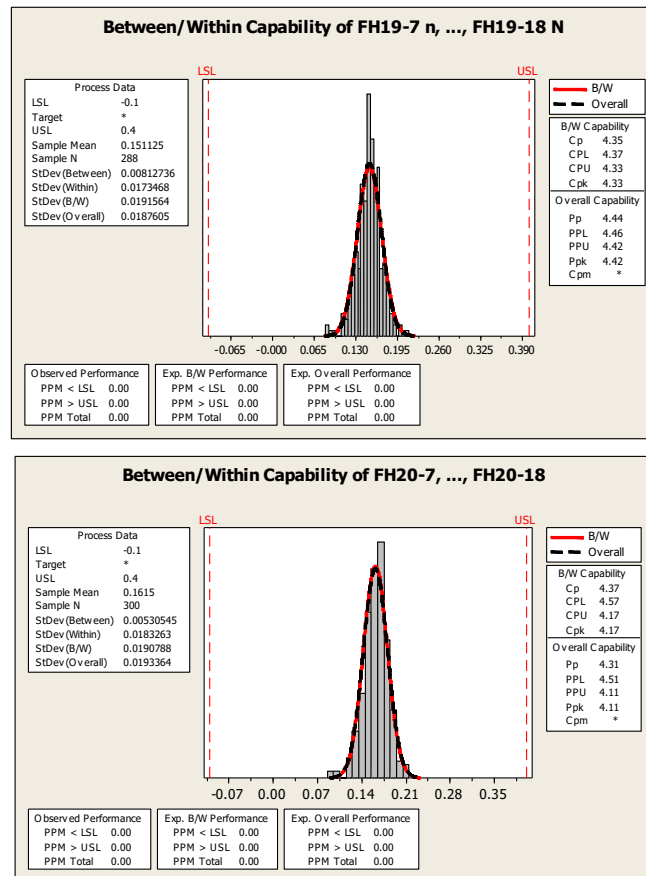 Between/Within Capability of FH19-7 n, ..., FH19-18 N
LSL USL
Process Data
LSL -0.1
Target *
USL 0.4
Sample Mean 0.151125
Sample N 288
StDev(Between) 0.00812736
StDev(Within) 0.0173468
StDev(B/W) 0.0191564
StDev(Overall) 0.0187605
B/W
Overall
B/W Capability
Cp 4.35
CPL 4.37
CPU 4.33
Cpk 4.33
Overall Capability
Pp 4.44
PPL 4.46
PPU 4.42
Ppk 4.42
Cpm *
-0.065 -0.000 0.065 0.130 0.195 0.260 0.325 0.390
Observed Performance
PPM < LSL 0.00
PPM > USL 0.00
PPM Total 0.00
Exp. B/W Performance
PPM < LSL 0.00
PPM > USL 0.00
PPM Total 0.00
Exp. Overall Performance
PPM < LSL 0.00
PPM > USL 0.00
PPM Total 0.00
Between/Within Capability of FH20-7, ..., FH20-18
LSL USL
Process Data
LSL -0.1
Target *
USL 0.4
Sample Mean 0.1615
Sample N 300
StDev(Between) 0.00530545
StDev(Within) 0.0183263
StDev(B/W) 0.0190788
StDev(Overall) 0.0193364
B/W
Overall
B/W Capability
Cp 4.37
CPL 4.57
CPU 4.17
Cpk 4.17
Overall Capability
Pp 4.31
PPL 4.51
PPU 4.11
Ppk 4.11
Cpm *
-0.07 0.00 0.07 0.14 0.21 0.28 0.35
Observed Performance
PPM < LSL 0.00
PPM > USL 0.00
PPM Total 0.00
Exp. B/W Performance
PPM < LSL 0.00
PPM > USL 0.00
PPM Total 0.00
Exp. Overall Performance
PPM < LSL 0.00
PPM > USL 0.00
PPM Total 0.00